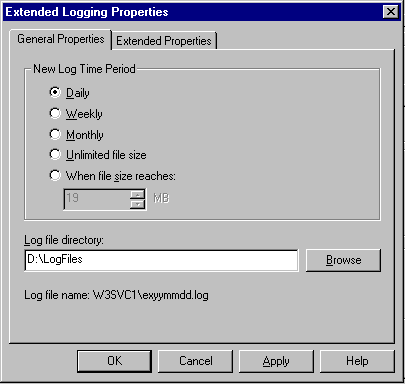 Extended Logging Properties
General Properties Extended Properties
New Log Time Period
Daily
Weekly
Monthly
Unlimited file size
When file size reaches:
19 MB
Log file directory:
D:\LogFiles Browse
Log file name: W3SVC1\exyymmdd.log
OK Cancel Apply Help